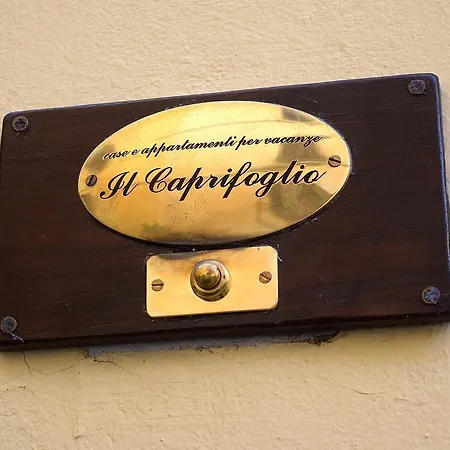 case e appartamenti per vacanze
Il Caprifoglio